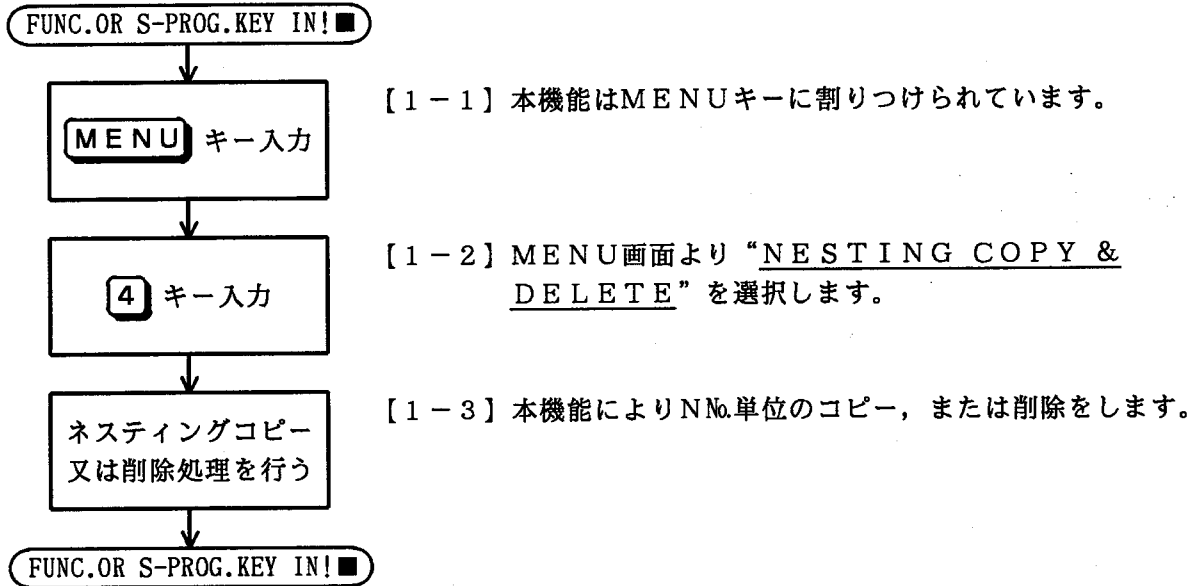 FUNC.OR S-PROG.KEY IN!■
MENU キー入力
【1-1】本機能はMENUキーに割りつけられています。
4 キー入力
【1-2】MENU画面より“NESTING COPY &
DELETE”を選択します。
ネスティングコピー
又は削除処理を行う
【1-3】本機能によりN№単位のコピー，または削除をします。
FUNC.OR S-PROG.KEY IN!■